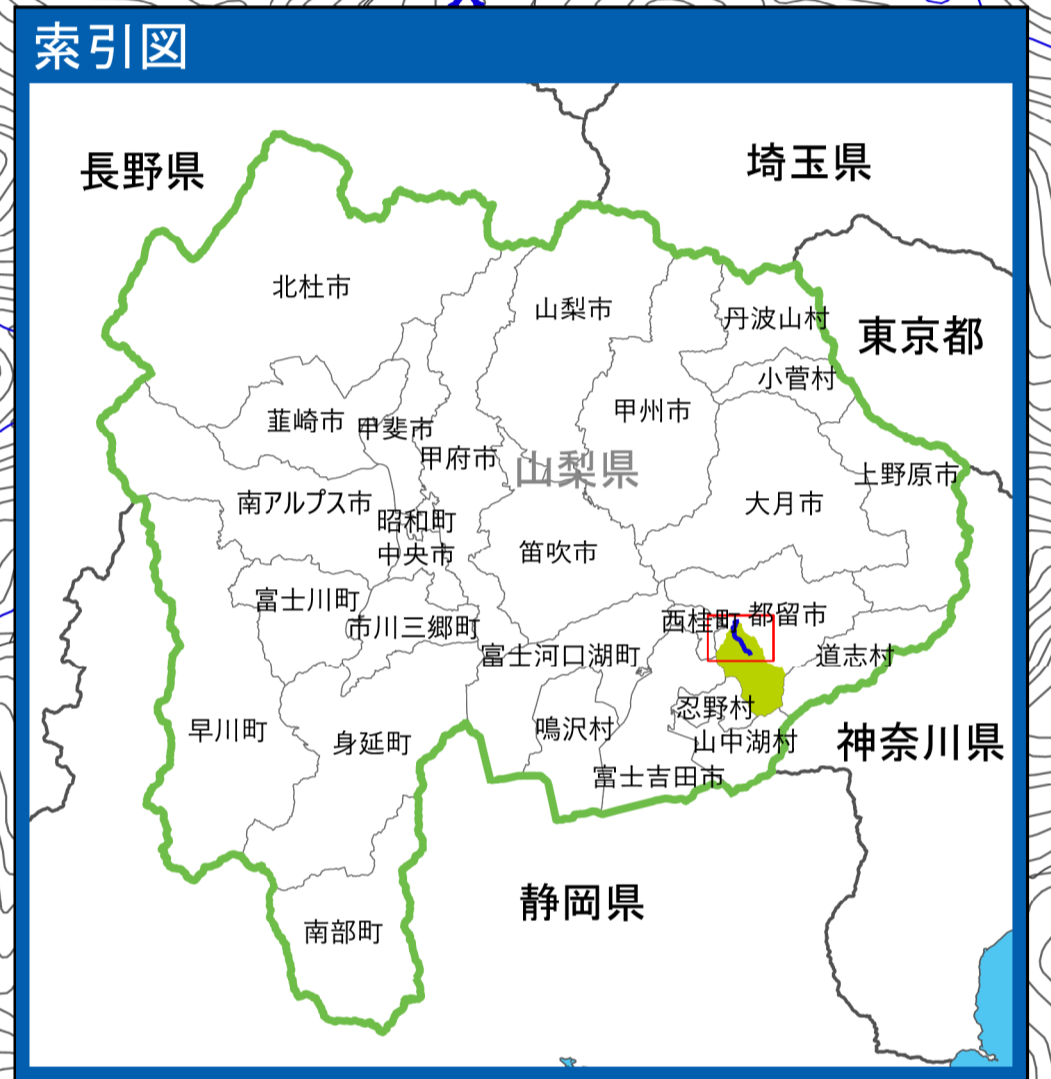 索引図
長野県
埼玉県
北杜市
山梨市
丹波山村
東京都
小菅村
韮崎市
甲斐市
甲州市
甲府市
山梨県
上野原市
南アルプス市
昭和町
大月市
中央市
笛吹市
富士川町
市川三郷町
西桂町
都留市
富士河口湖町
道志村
早川町
身延町
鳴沢村
忍野村
山中湖村
神奈川県
富士吉田市
静岡県
南部町